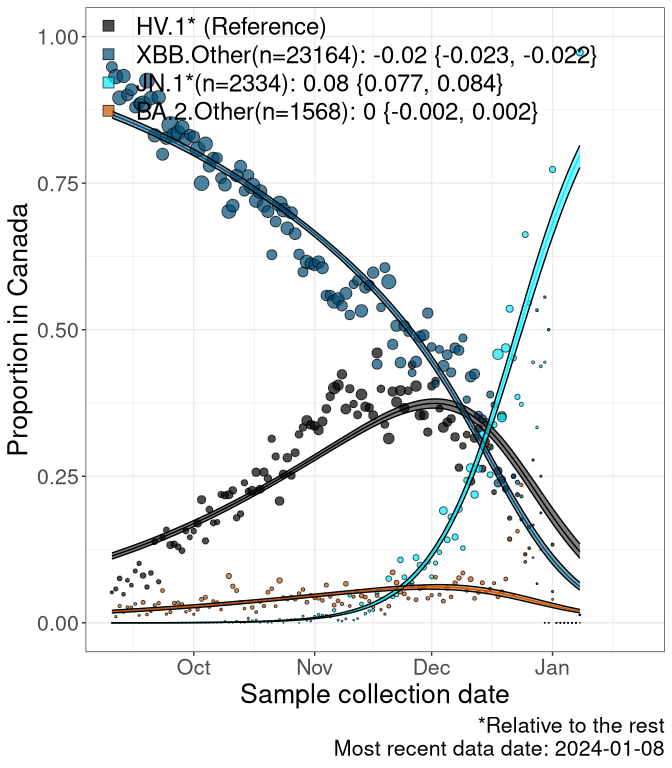 HV.1* (Reference)
XBB.Other(n=23164): -0.02 {-0.023, -0.022}
JN.1*(n=2334): 0.08 {0.077, 0.084}
BA.2.Other(n=1568): 0 {-0.002, 0.002}
Proportion in Canada
1.00
0.75
0.50
0.25
0.00
Oct Nov Dec Jan
Sample collection date
*Relative to the rest
Most recent data date: 2024-01-08